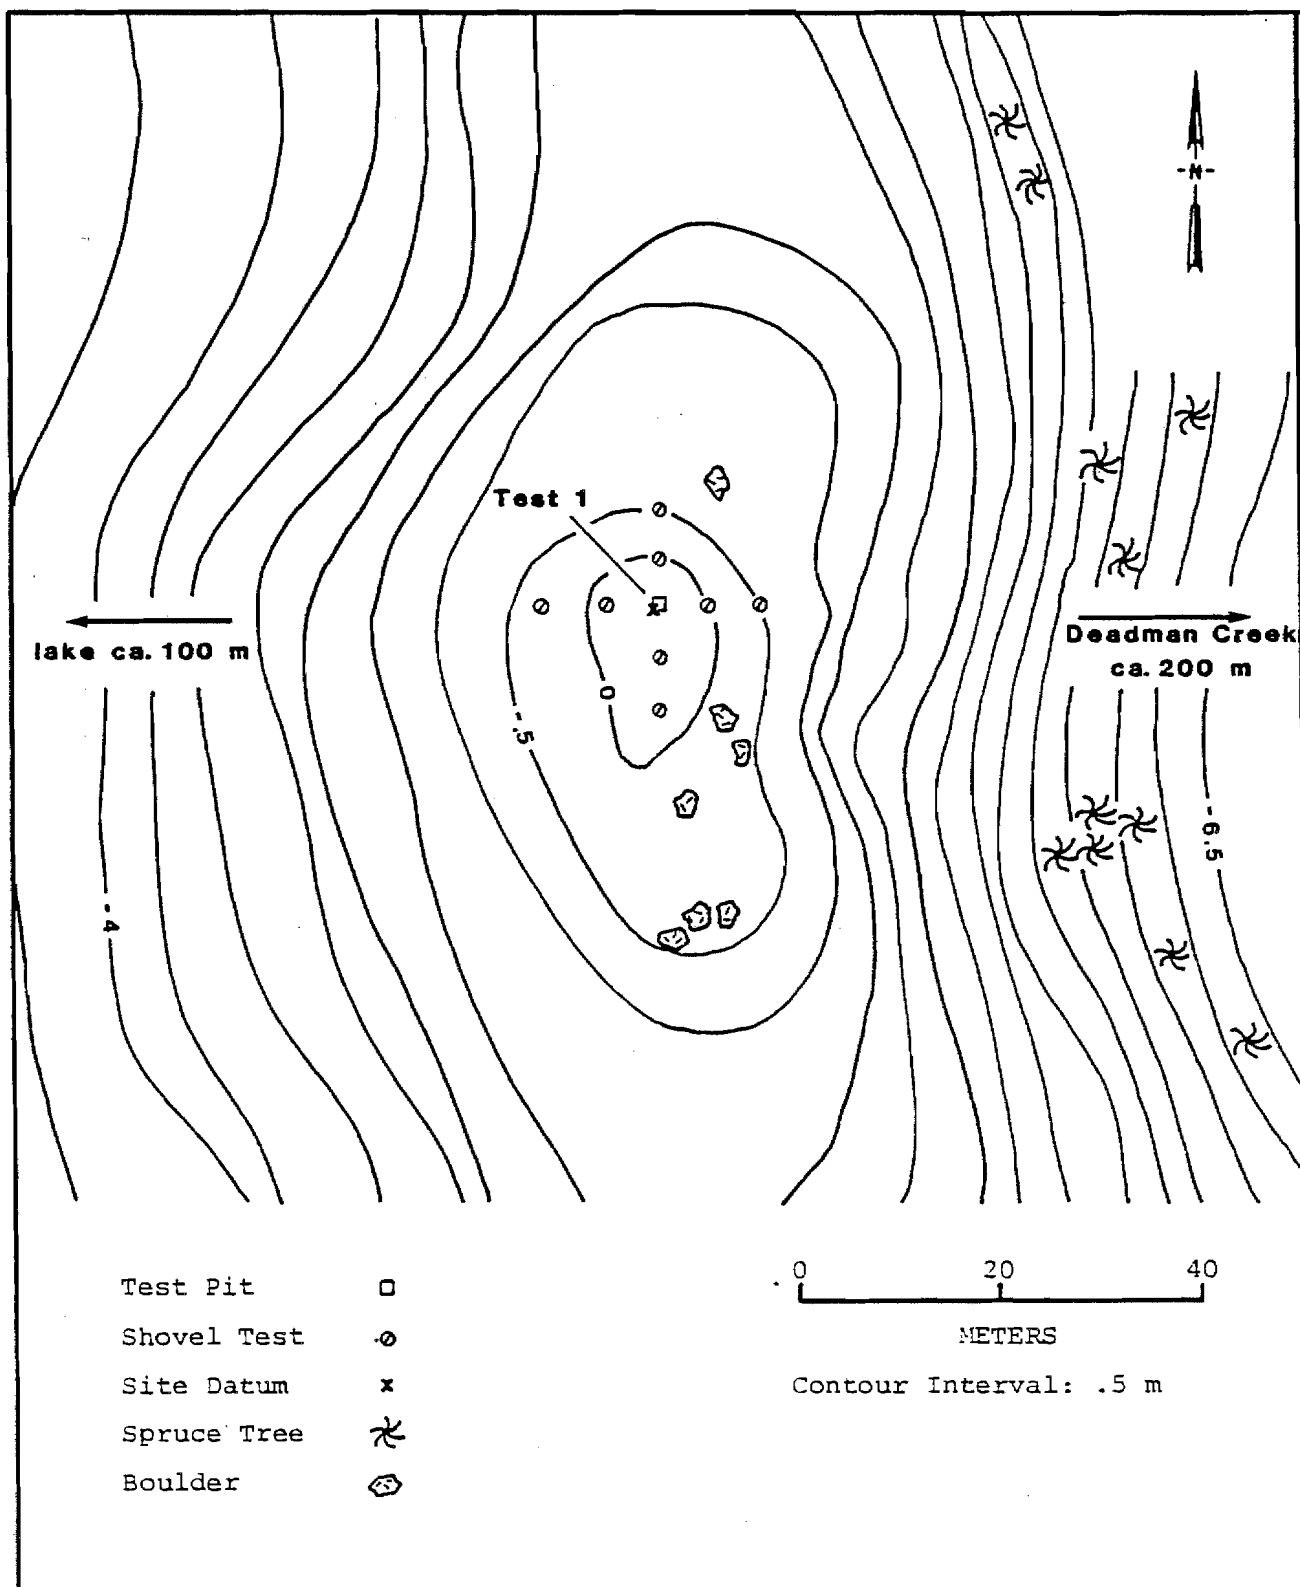 -N-
Test 1
lake ca. 100 m
Deadman Creek
ca. 200 m
0
-.5
-4
-6.5
Test Pit
Shovel Test
Site Datum
Spruce Tree
Boulder
0 20 40
METERS
Contour Interval: .5 m